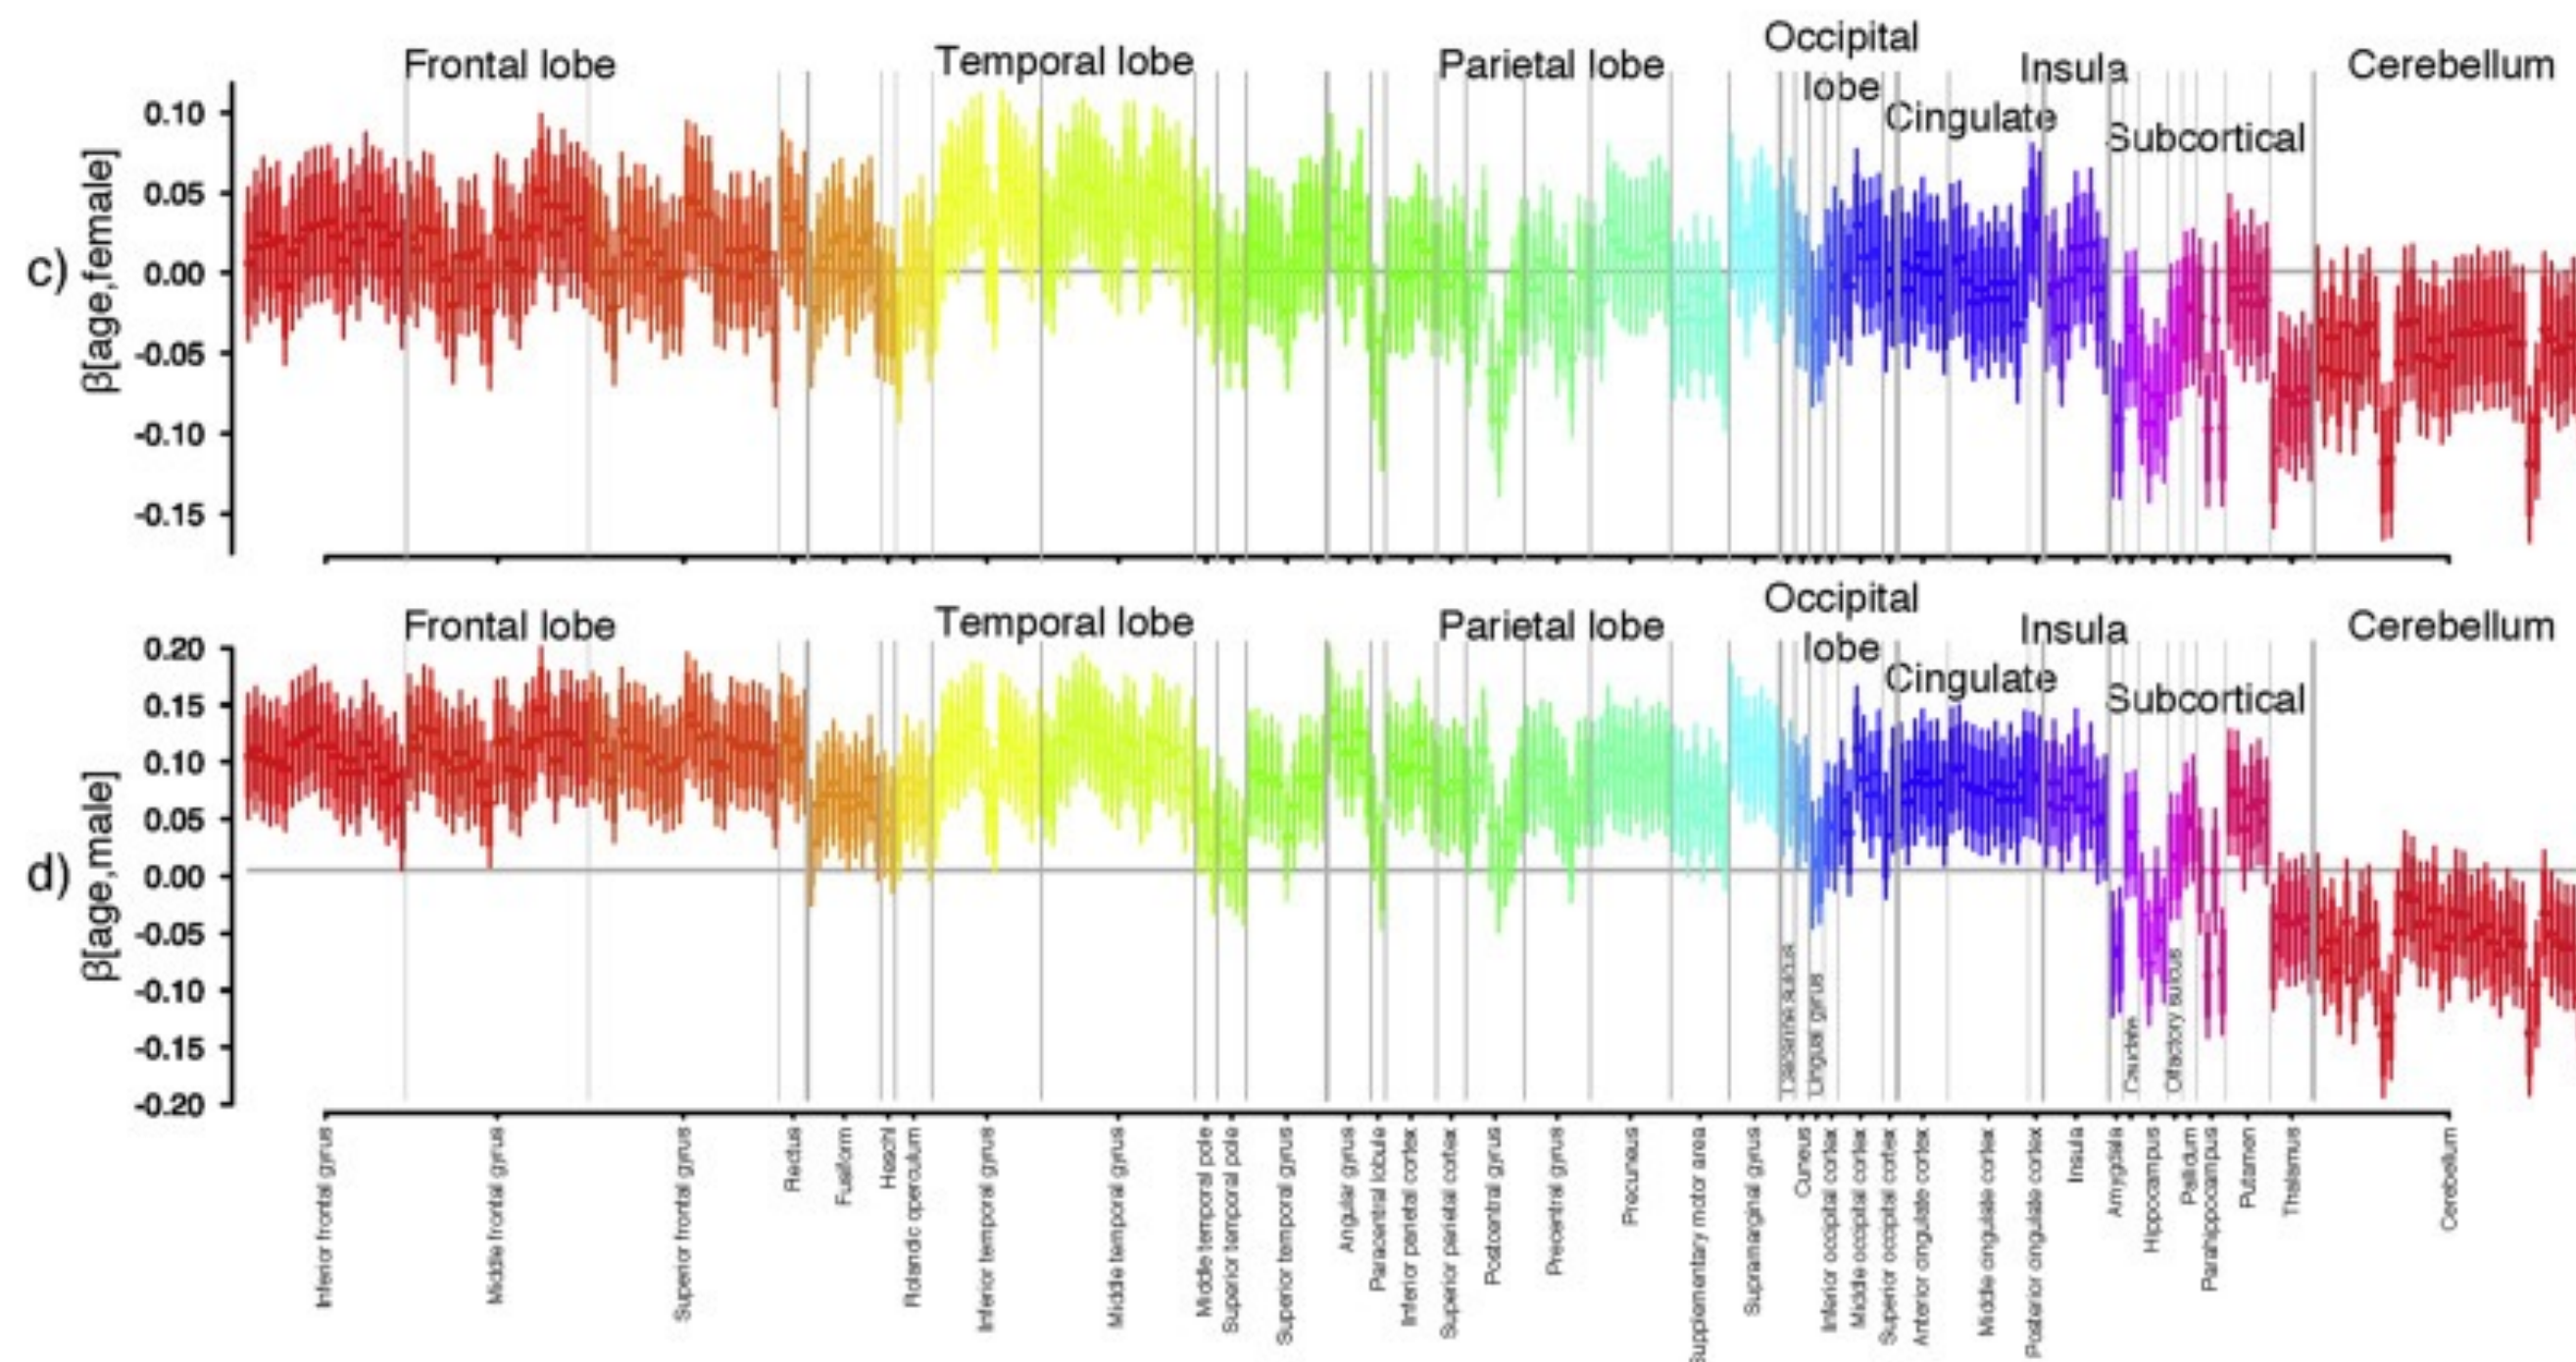 Frontal lobe
Temporal lobe
Parietal lobe
Occipital
lobe
Cingulate
Insula
Subcortical
Cerebellum
c)
β[age,female]
0.10
0.05
0.00
-0.05
-0.10
-0.15
Frontal lobe
Temporal lobe
Parietal lobe
Occipital
lobe
Cingulate
Insula
Subcortical
Cerebellum
d)
β[age,male]
0.20
0.15
0.10
0.05
0.00
-0.05
-0.10
-0.15
-0.20
Inferior frontal gyrus
Middle frontal gyrus
Superior frontal gyrus
Rectus
Fusiform
Heschl
Rolandic operculum
Inferior temporal gyrus
Middle temporal gyrus
Middle temporal pole
Superior temporal pole
Superior temporal gyrus
Angular gyrus
Paracentral lobule
Inferior parietal cortex
Superior parietal cortex
Postcentral gyrus
Precentral gyrus
Precuneus
Supplementary motor area
Supramarginal gyrus
Calcarine sulcus
Cuneus
Lingual gyrus
Inferior occipital cortex
Middle occipital cortex
Superior occipital cortex
Anterior cingulate cortex
Middle cingulate cortex
Posterior cingulate cortex
Insula
Amygdala
Caudate
Hippocampus
Olfactory sulcus
Pallidum
Parahippocampus
Putamen
Thalamus
Cerebellum